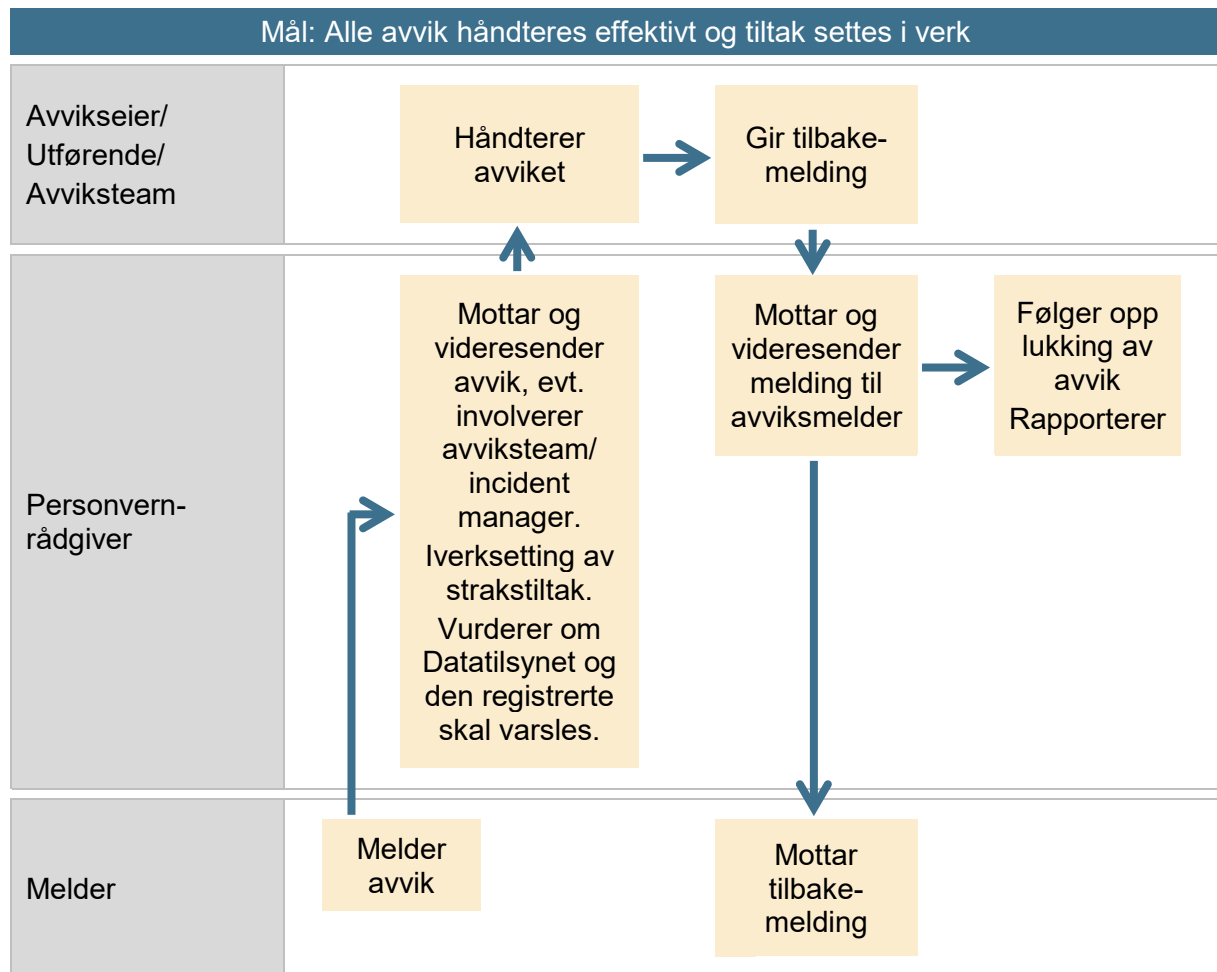 Mål: Alle avvik håndteres effektivt og tiltak settes i verk
Avvikseier/
Utførende/
Avviksteam
Håndterer
avviket
Gir tilbake-
melding
Personvern-
rådgiver
Mottar og
videresender
avvik, evt.
involverer
avviksteam/
incident
manager.
Iverksetting av
strakstiltak.
Vurderer om
Datatilsynet og
den registrerte
skal varsles.
Mottar og
videresender
melding til
avviksmelder
Følger opp
lukking av
avvik
Rapporterer
Melder
Melder
avvik
Mottar
tilbake-
melding